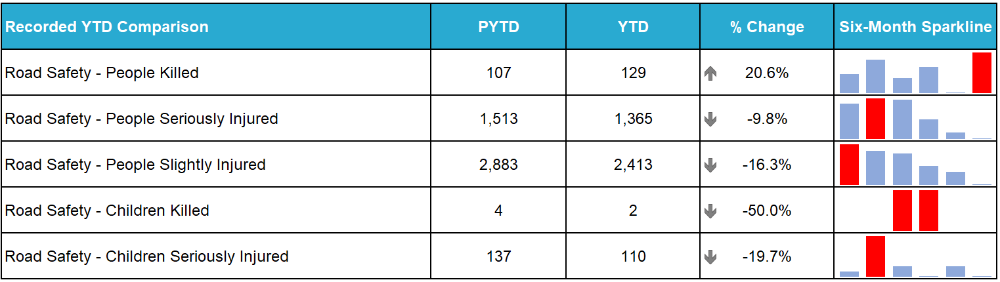 Recorded YTD Comparison PYTD YTD % Change Six-Month Sparkline
Road Safety - People Killed 107 129 20.6%
Road Safety - People Seriously Injured 1,513 1,365 -9.8%
Road Safety - People Slightly Injured 2,883 2,413 -16.3%
Road Safety - Children Killed 4 2 -50.0%
Road Safety - Children Seriously Injured 137 110 -19.7%